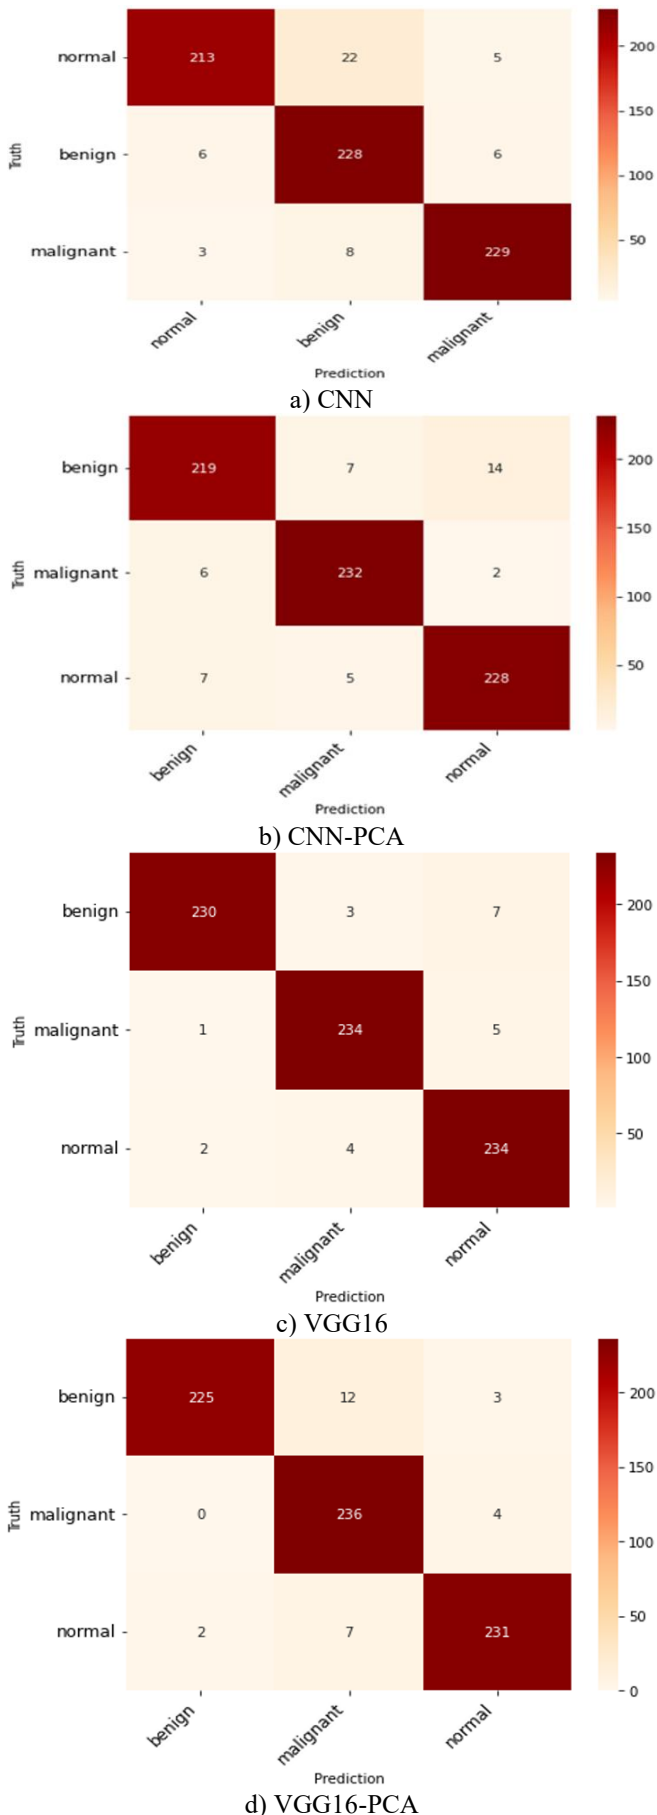 normal 213 22 5
Truth
benign 6 228 6
malignant 3 8 229
normal benign malignant
Prediction
200
150
100
50
a) CNN
benign 219 7 14
Truth
malignant 6 232 2
normal 7 5 228
benign malignant normal
Prediction
200
150
100
50
b) CNN-PCA
benign 230 3 7
Truth
malignant 1 234 5
normal 2 4 234
benign malignant normal
Prediction
200
150
100
50
c) VGG16
benign 225 12 3
Truth
malignant 0 236 4
normal 2 7 231
benign malignant normal
Prediction
200
150
100
50
0
d) VGG16-PCA